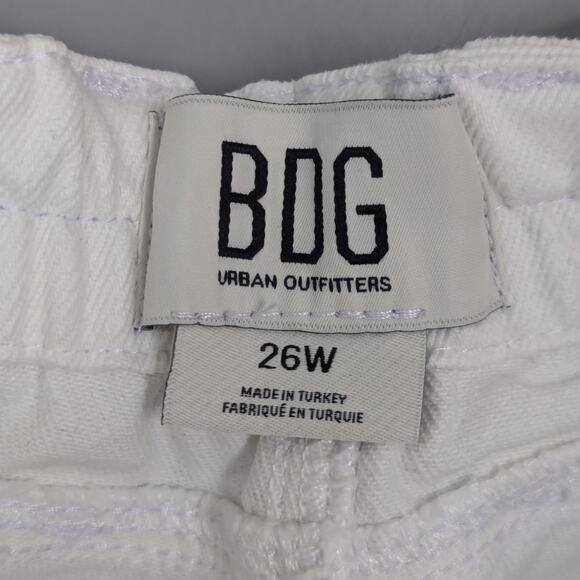 BDG
URBAN OUTFITTERS
26W
MADE IN TURKEY
FABRIQUÉ EN TURQUIE